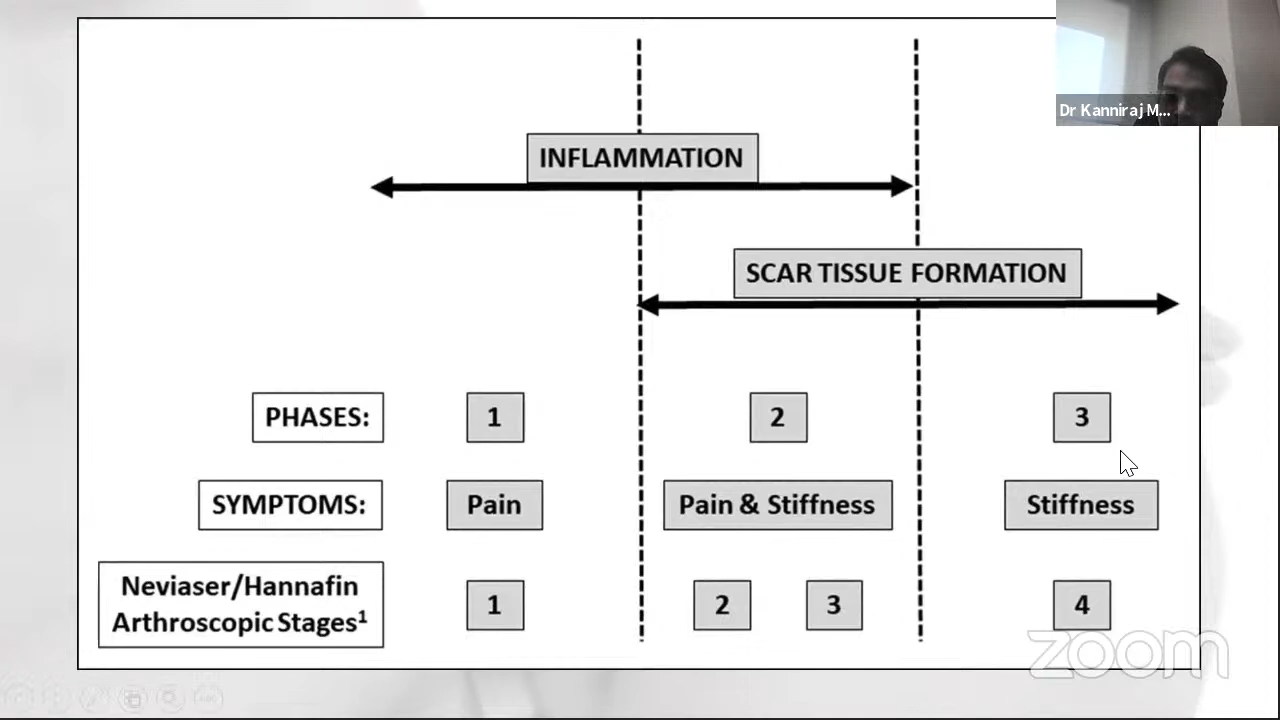 Dr Kanniraj M...
INFLAMMATION
SCAR TISSUE FORMATION
PHASES: 1 2 3
SYMPTOMS: Pain Pain & Stiffness Stiffness
Neviaser/Hannafin
Arthroscopic Stages¹ 1 2 3 4
zoom